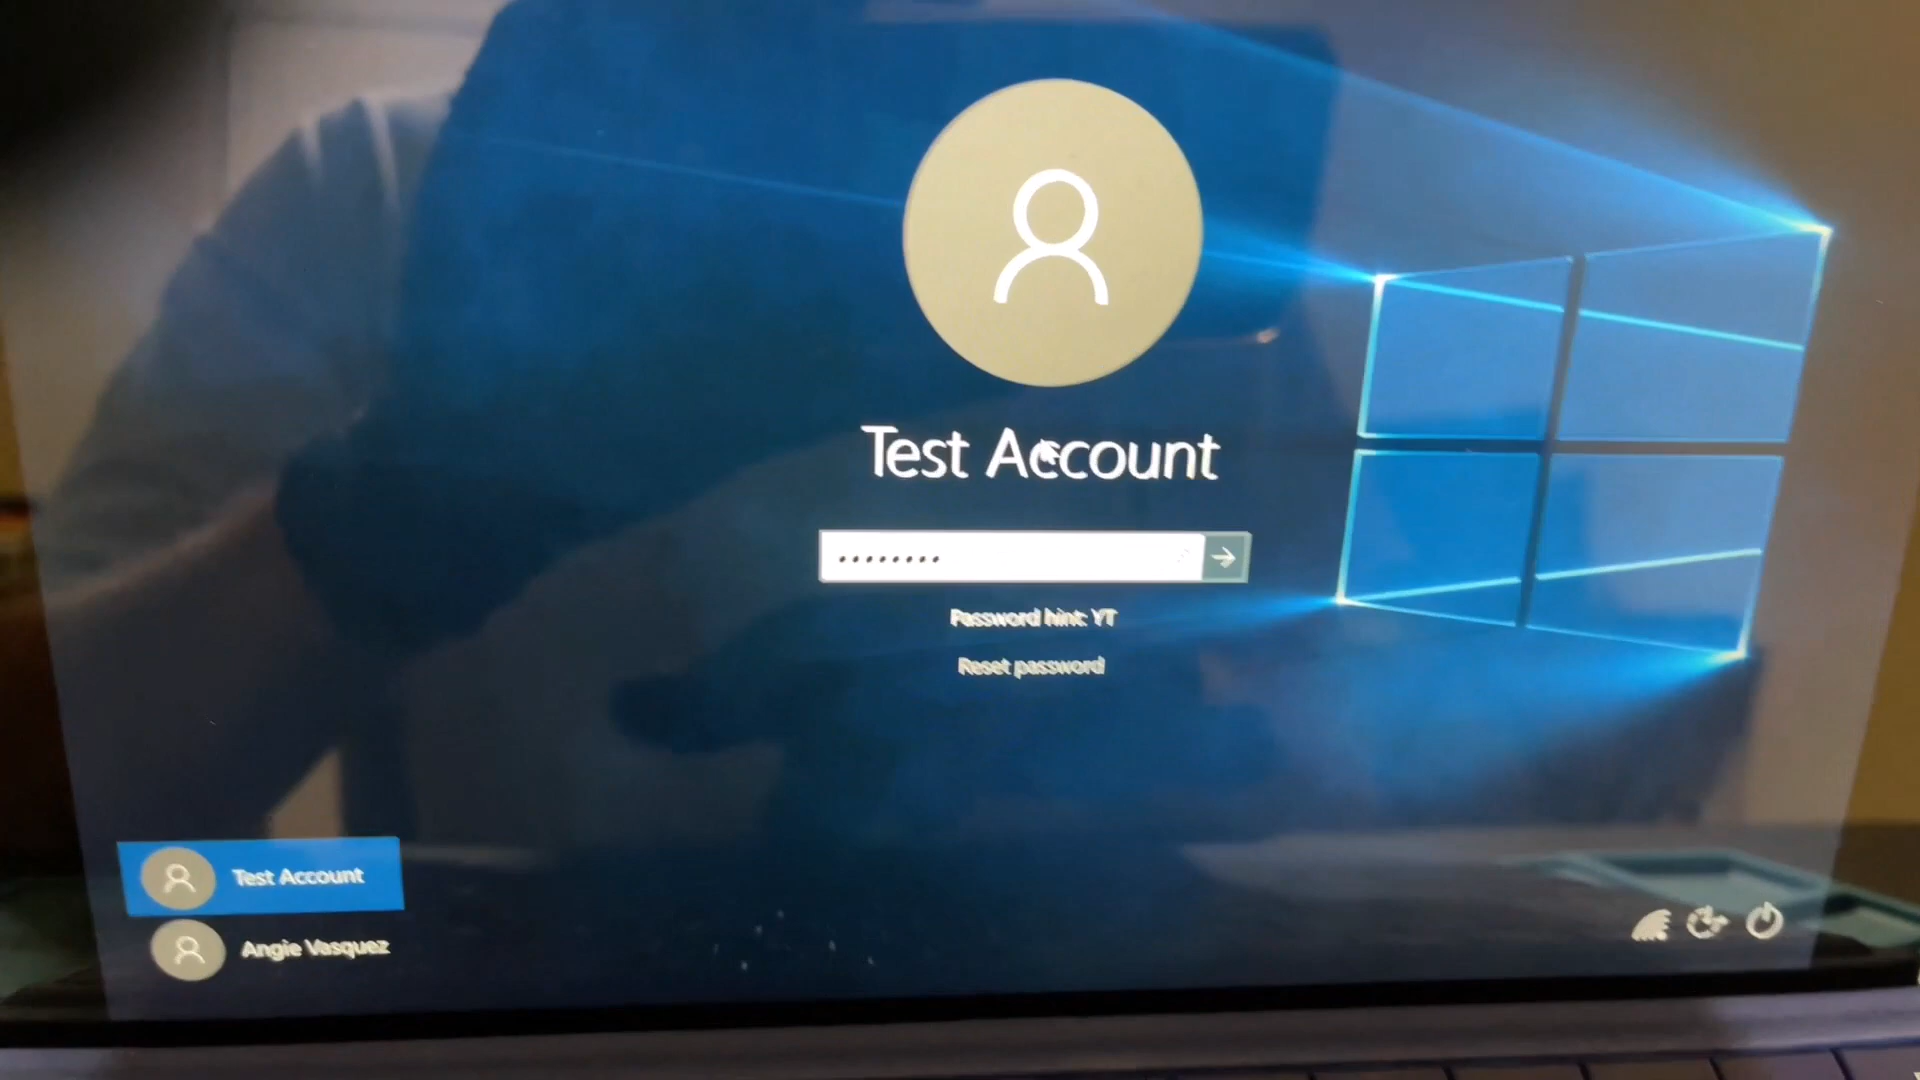 Test Account
••••••••
Password hint: YT
Reset password
Test Account
Angie Vasquez